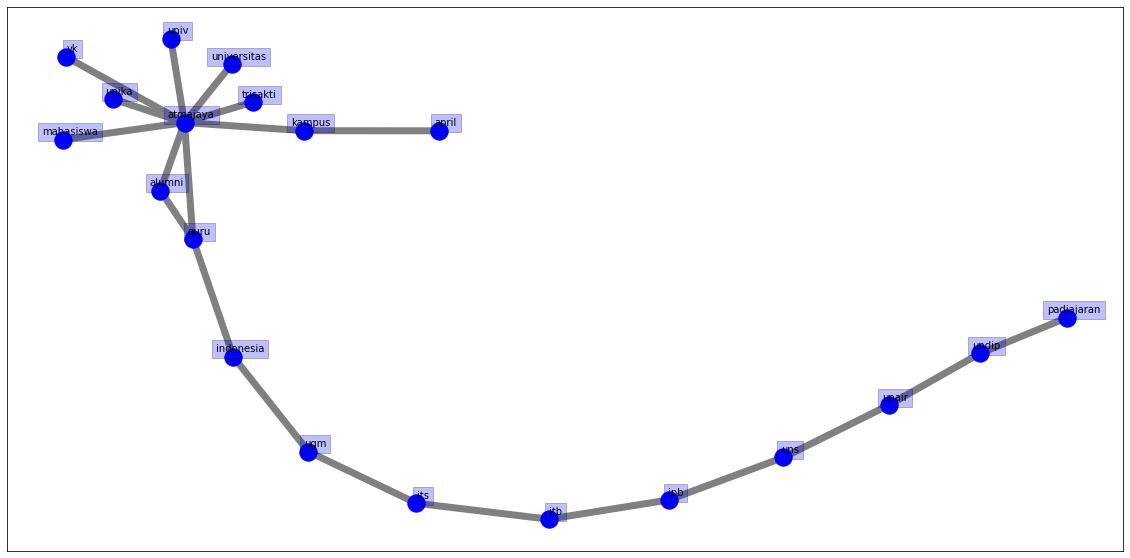 univ
yk
universitas
unika
trisakti
atmajaya
kampus
april
mahasiswa
alumni
guru
padjajaran
undip
indonesia
unair
ugm
uns
its
ipb
itb